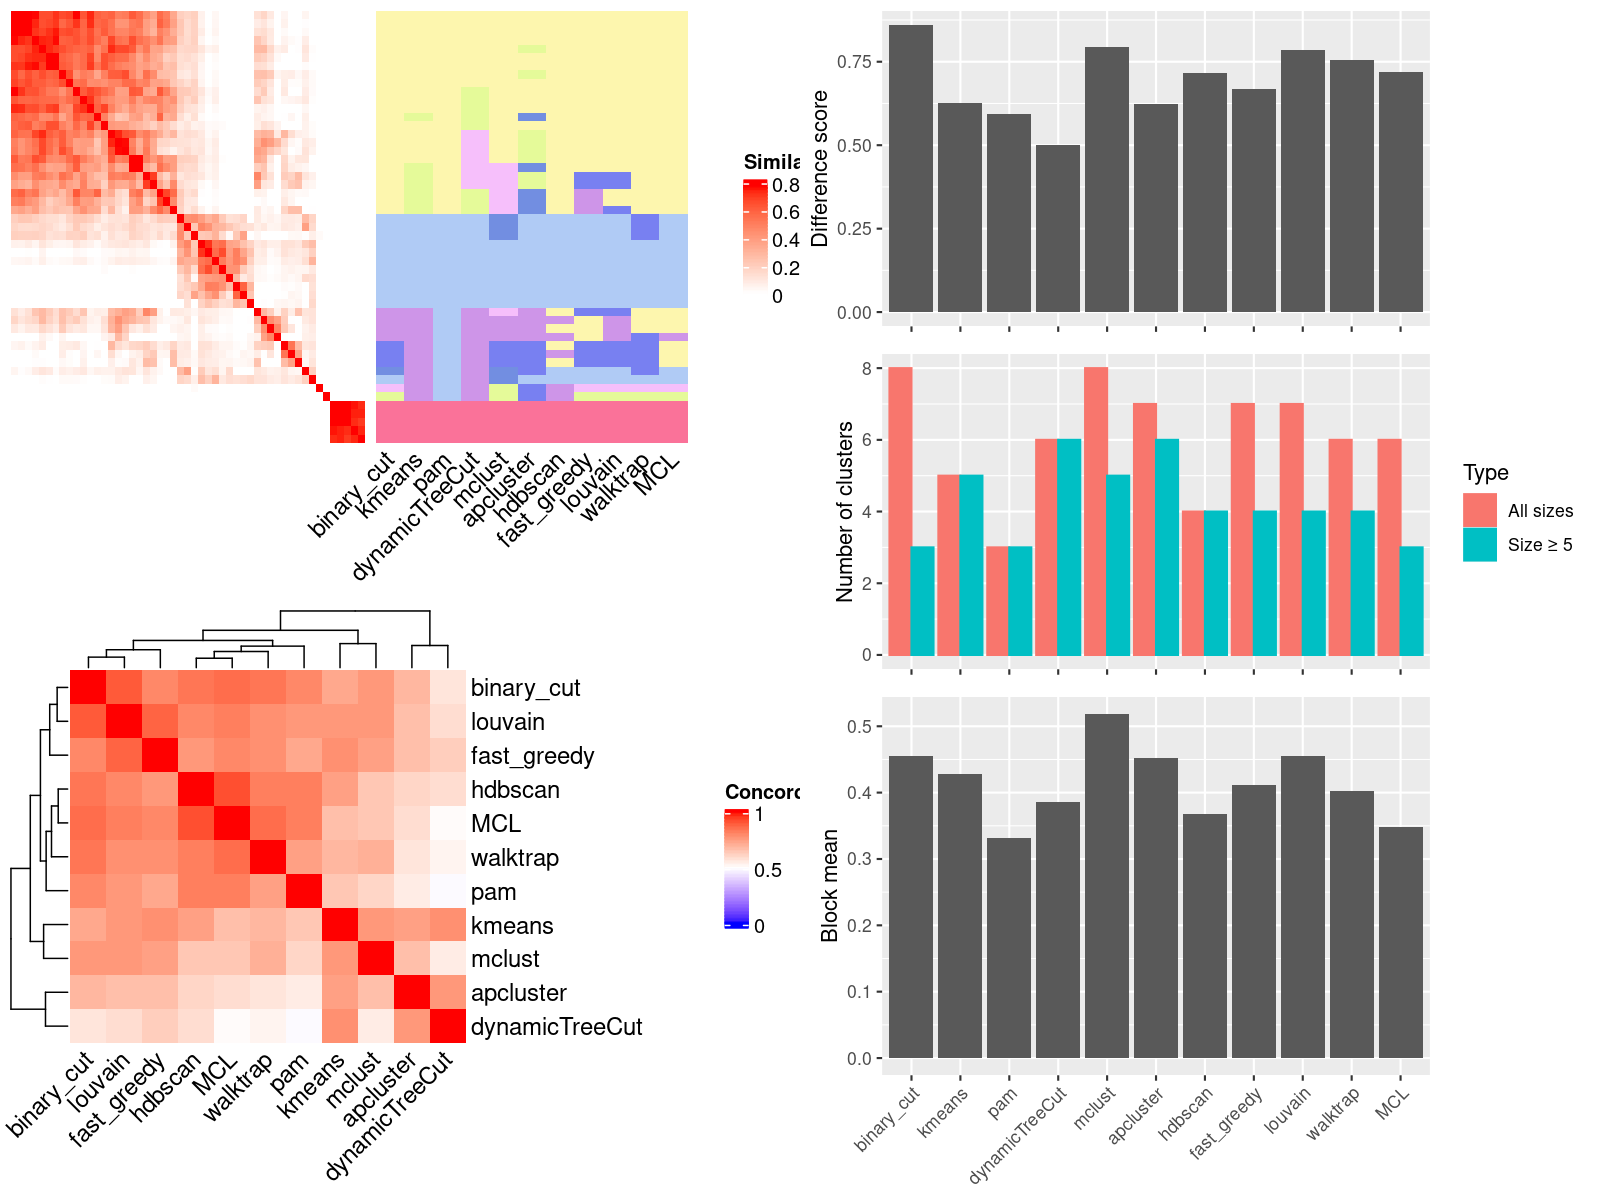 Simila
0.8
0.6
0.4
0.2
0
binary_cut
kmeans
pam
dynamicTreeCut
mclust
apcluster
hdbscan
fast_greedy
louvain
walktrap
MCL
binary_cut
louvain
fast_greedy
hdbscan
MCL
walktrap
pam
kmeans
mclust
apcluster
dynamicTreeCut
Concord
1
0.5
0
binary_cut
louvain
fast_greedy
hdbscan
MCL
walktrap
pam
kmeans
mclust
apcluster
dynamicTreeCut
Difference score
0.75
0.50
0.25
0.00
Number of clusters
8
6
4
2
0
Type
All sizes
Size ≥ 5
Block mean
0.5
0.4
0.3
0.2
0.1
0.0
binary_cut
kmeans
pam
dynamicTreeCut
mclust
apcluster
hdbscan
fast_greedy
louvain
walktrap
MCL